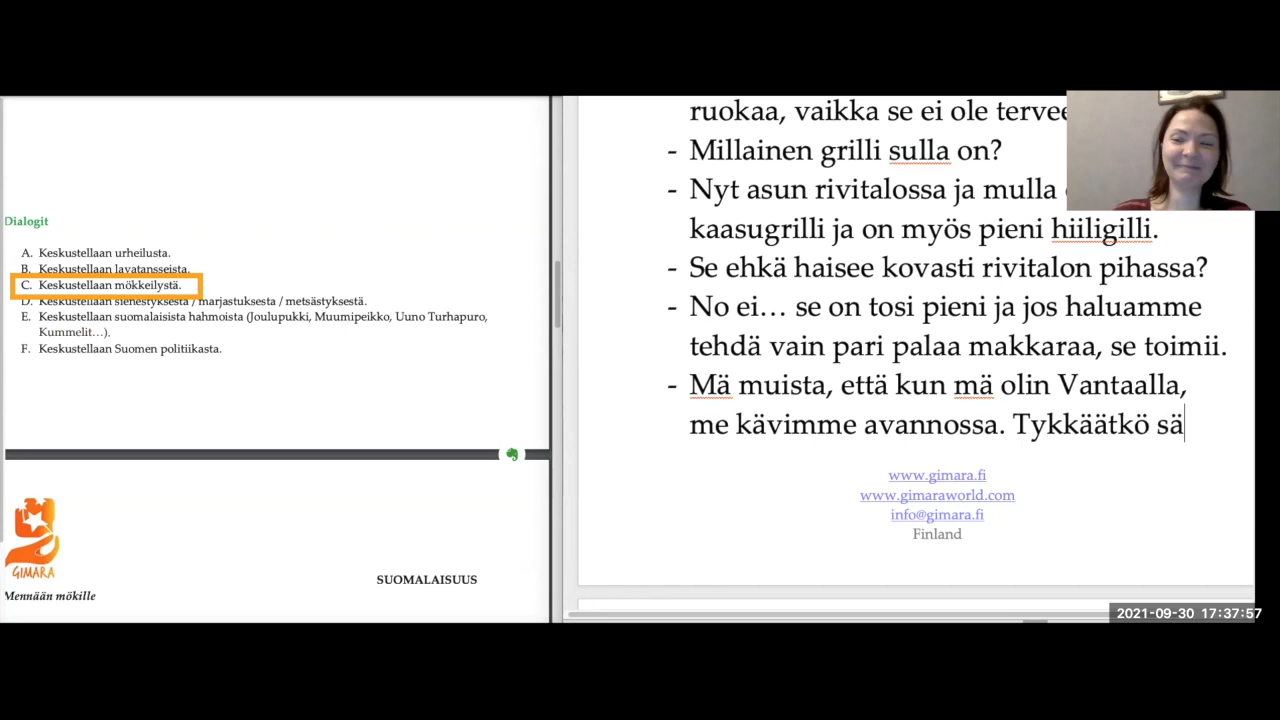 Dialogit
A. Keskustellaan urheilusta.
B. Keskustellaan lavatansseista.
C. Keskustellaan mökkeilystä.
D. Keskustellaan sienestyksestä / marjastuksesta / metsästyksestä.
E. Keskustellaan suomalaisista hahmoista (Joulupukki, Muumipeikko, Uuno Turhapuro,
Kummelit…).
F. Keskustellaan Suomen politiikasta.
GIMARA
SUOMALAISUUS
Mennään mökille
ruokaa, vaikka se ei ole
- Millainen grilli sulla on?
- Nyt asun rivitalossa ja mulla
kaasugrilli ja on myös pieni hiiligilli.
- Se ehkä haisee kovasti rivitalon pihassa?
- No ei… se on tosi pieni ja jos haluamme
tehdä vain pari palaa makkaraa, se toimii.
- Mä muista, että kun mä olin Vantaalla,
me kävimme avannossa. Tykkäätkö sä
www.gimara.fi
www.gimaraworld.com
info@gimara.fi
Finland
2021-09-30 17:37:57